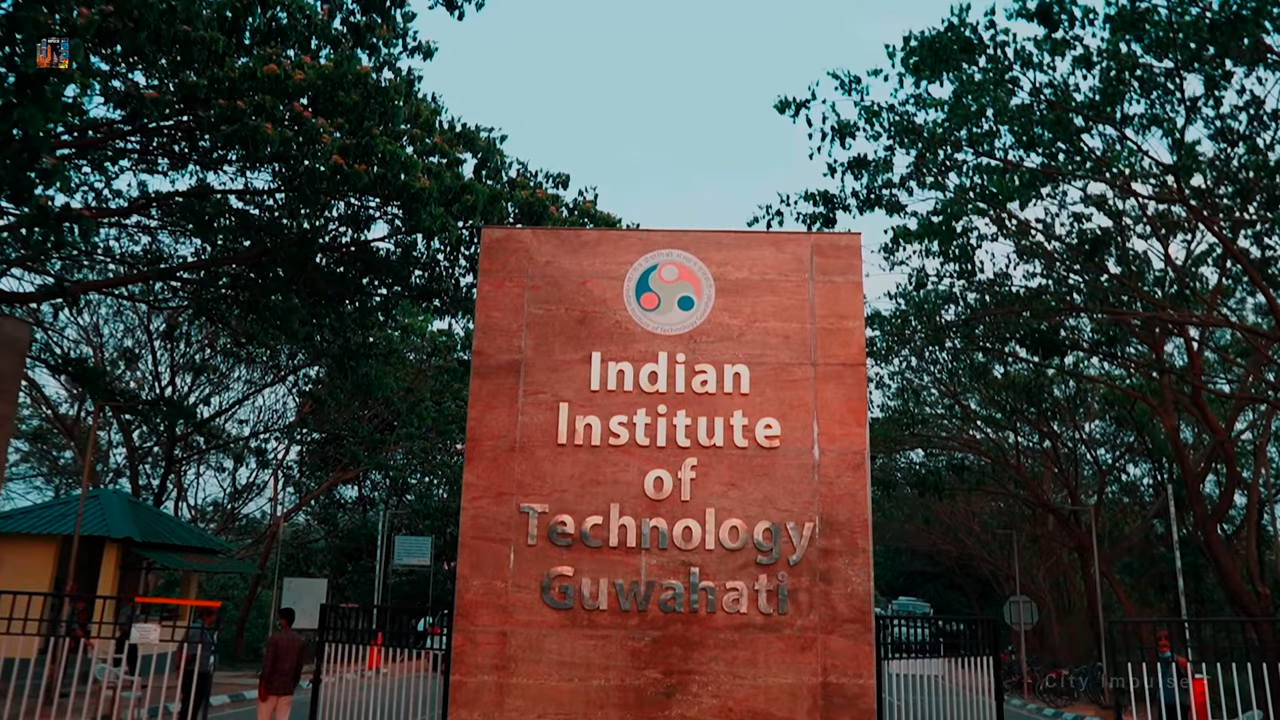 Indian
Institute
of
Technology
Guwahati
City Impulse